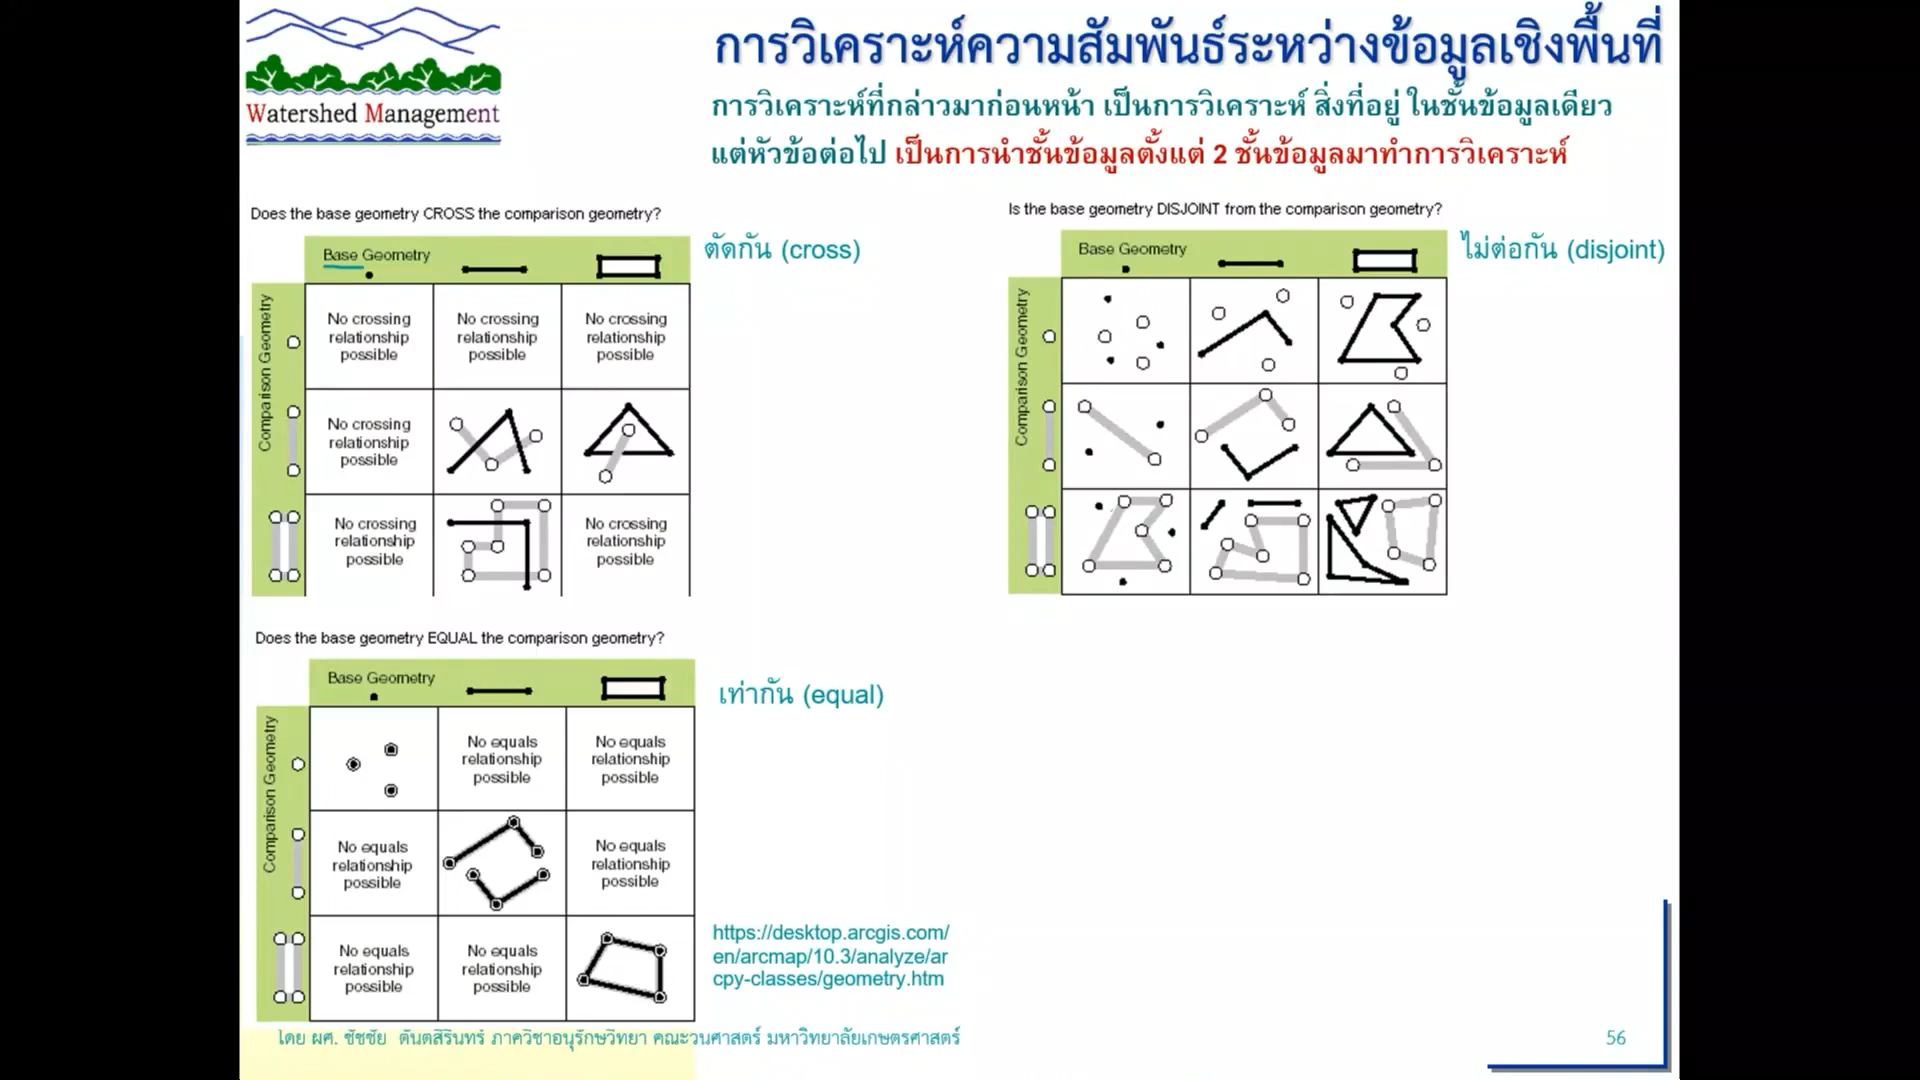 Watershed Management
การวิเคราะห์ความสัมพันธ์ระหว่างข้อมูลเชิงพื้นที่
การวิเคราะห์ที่กล่าวมาก่อนหน้า เป็นการวิเคราะห์ สิ่งที่อยู่ ในชั้นข้อมูลเดียว
แต่หัวข้อต่อไป เป็นการนำชั้นข้อมูลตั้งแต่ 2 ชั้นข้อมูลมาทำการวิเคราะห์
Does the base geometry CROSS the comparison geometry?
ตัดกัน (cross)
Base Geometry
Comparison Geometry
No crossing
relationship
possible
No crossing
relationship
possible
No crossing
relationship
possible
No crossing
relationship
possible
No crossing
relationship
possible
No crossing
relationship
possible
Is the base geometry DISJOINT from the comparison geometry?
ไม่ต่อกัน (disjoint)
Base Geometry
Comparison Geometry
Does the base geometry EQUAL the comparison geometry?
เท่ากัน (equal)
Base Geometry
Comparison Geometry
No equals
relationship
possible
No equals
relationship
possible
No equals
relationship
possible
No equals
relationship
possible
No equals
relationship
possible
No equals
relationship
possible
https://desktop.arcgis.com/
en/arcmap/10.3/analyze/ar
cpy-classes/geometry.htm
โดย ผศ. ชัชชัย ตันตสิรินทร์ ภาควิชาอนุรักษวิทยา คณะวนศาสตร์ มหาวิทยาลัยเกษตรศาสตร์
56